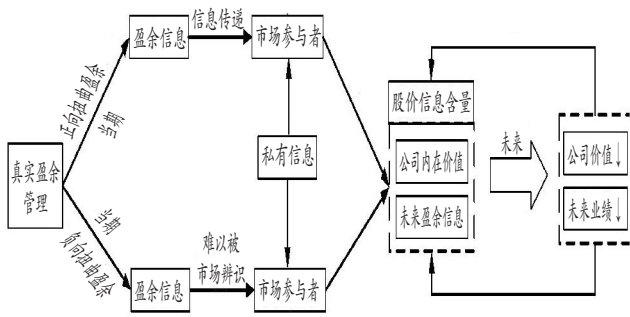 信息传递
盈余信息
市场参与者
正向扭曲盈余
当期
股价信息含量
真实盈余
管理
私有信息
公司内在价值
未来
公司价值↓
未来盈余信息
未来业绩↓
当期
负向扭曲盈余
难以被
市场辨识
盈余信息
市场参与者